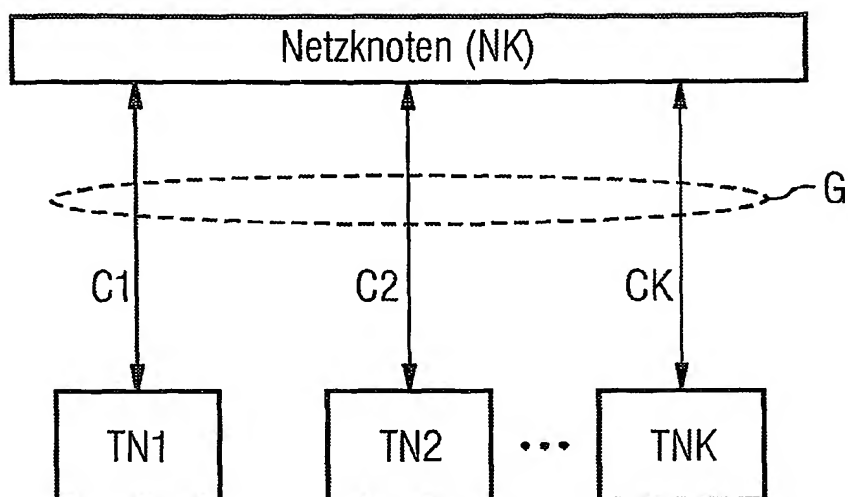 Netzknoten (NK)
G
C1 C2 CK
TN1 TN2 ••• TNK